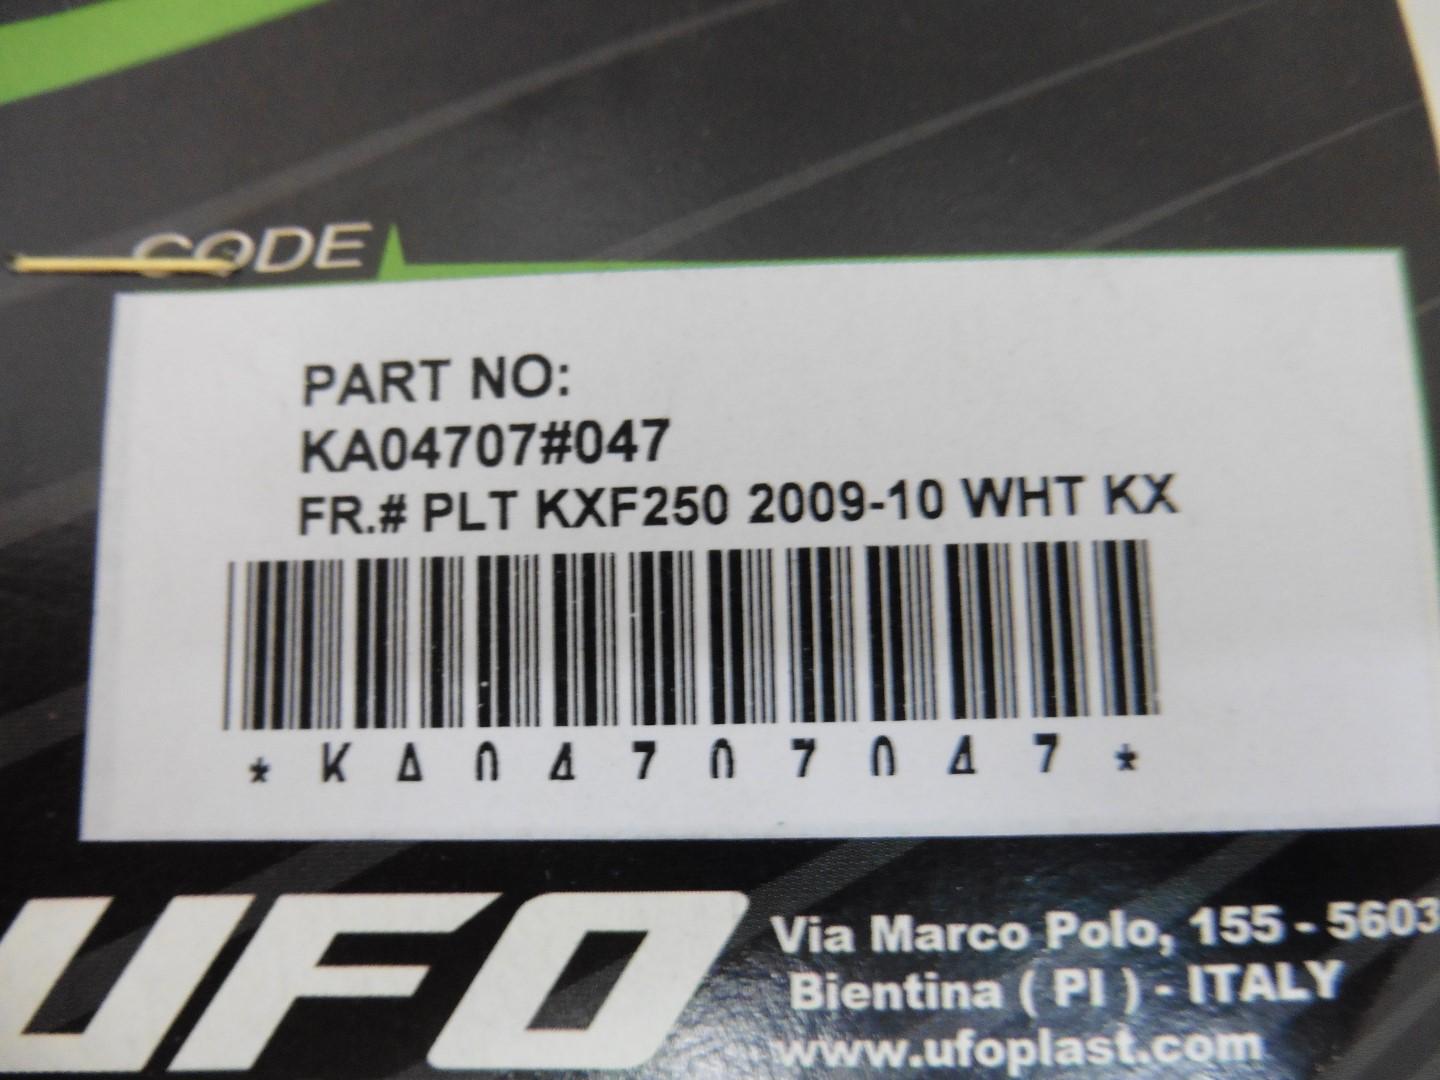 CODE
PART NO:
KA04707#047
FR.# PLT KXF250 2009-10 WHT KX
*KA04707047*
UFO
Via Marco Polo, 155 - 5603
Bientina ( PI ) - ITALY
www.ufoplast.com